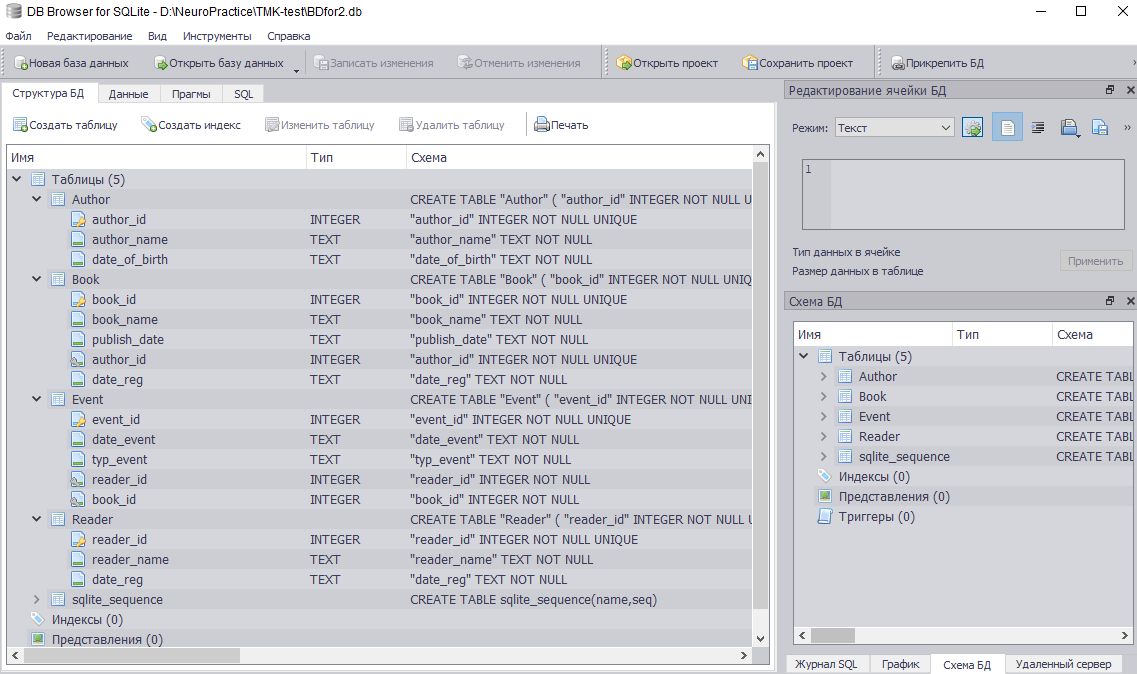 DB Browser for SQLite - D:\NeuroPractice\TMK-test\BDfor2.db
Файл Редактирование Вид Инструменты Справка
Новая база данных Открыть базу данных Записать изменения Отменить изменения Открыть проект Сохранить проект Прикрепить БД
Структура БД Данные Прагмы SQL
Создать таблицу Создать индекс Изменить таблицу Удалить таблицу Печать
Имя Тип Схема
Таблицы (5)
Author CREATE TABLE "Author" ( "author_id" INTEGER NOT NULL U
author_id INTEGER "author_id" INTEGER NOT NULL UNIQUE
author_name TEXT "author_name" TEXT NOT NULL
date_of_birth TEXT "date_of_birth" TEXT NOT NULL
Book CREATE TABLE "Book" ( "book_id" INTEGER NOT NULL UNIQ
book_id INTEGER "book_id" INTEGER NOT NULL UNIQUE
book_name TEXT "book_name" TEXT NOT NULL
publish_date TEXT "publish_date" TEXT NOT NULL
author_id INTEGER "author_id" INTEGER NOT NULL UNIQUE
date_reg TEXT "date_reg" TEXT NOT NULL
Event CREATE TABLE "Event" ( "event_id" INTEGER NOT NULL UNI
event_id INTEGER "event_id" INTEGER NOT NULL UNIQUE
date_event TEXT "date_event" TEXT NOT NULL
typ_event TEXT "typ_event" TEXT NOT NULL
reader_id INTEGER "reader_id" INTEGER NOT NULL
book_id INTEGER "book_id" INTEGER NOT NULL
Reader CREATE TABLE "Reader" ( "reader_id" INTEGER NOT NULL U
reader_id INTEGER "reader_id" INTEGER NOT NULL UNIQUE
reader_name TEXT "reader_name" TEXT NOT NULL
date_reg TEXT "date_reg" TEXT NOT NULL
sqlite_sequence CREATE TABLE sqlite_sequence(name,seq)
Индексы (0)
Представления (0)
Редактирование ячейки БД
Режим: Текст
1
Тип данных в ячейке
Размер данных в таблице
Применить
Схема БД
Имя Тип Схема
Таблицы (5)
Author CREATE TABL
Book CREATE TABL
Event CREATE TABL
Reader CREATE TABL
sqlite_sequence CREATE TABL
Индексы (0)
Представления (0)
Триггеры (0)
Журнал SQL График Схема БД Удаленный сервер